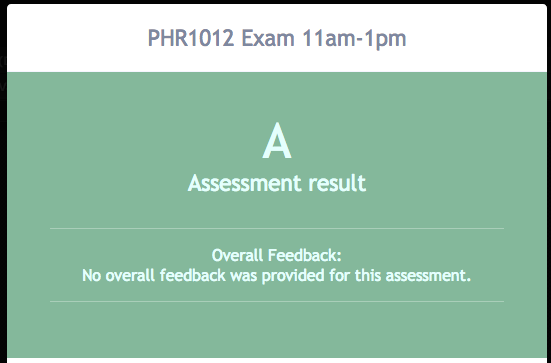 PHR1012 Exam 11am-1pm
A
Assessment result
Overall Feedback:
No overall feedback was provided for this assessment.